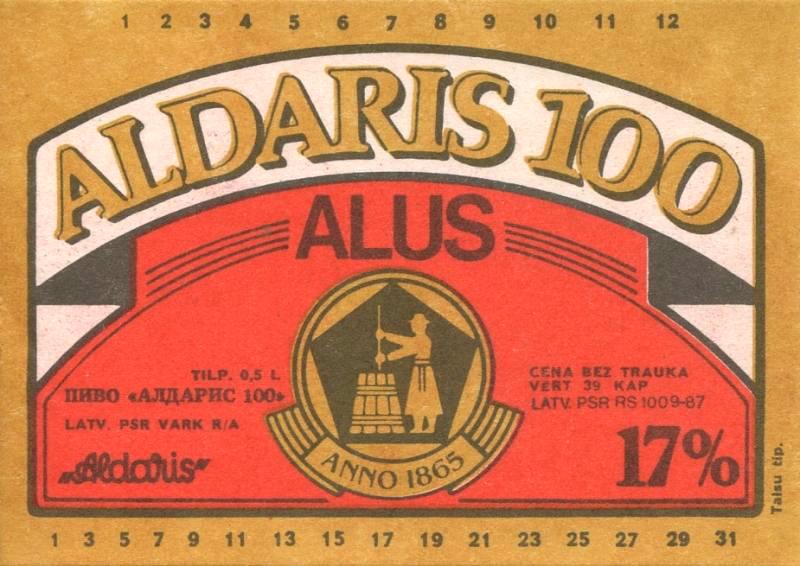 1 2 3 4 5 6 7 8 9 10 11 12
ALDARIS 100
ALUS
TILP. 0,5 L
ПИВО «АЛДАРИС 100»
LATV. PSR VARK R/A
„Aldaris"
ANNO 1865
CENA BEZ TRAUKA
VERT 39 KAP
LATV. PSR RS 1009-87
17%
Talsu tip.
1 3 5 7 9 11 13 15 17 19 21 23 25 27 29 31